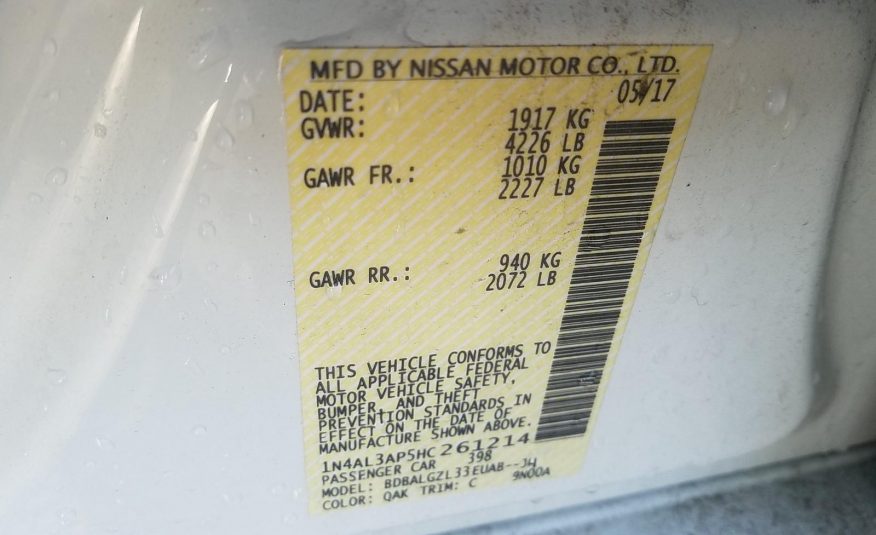 MFD BY NISSAN MOTOR CO., LTD.
DATE: 05/17
GVWR: 1917 KG
4226 LB
GAWR FR.: 1010 KG
2227 LB
GAWR RR.: 940 KG
2072 LB
THIS VEHICLE CONFORMS TO
ALL APPLICABLE FEDERAL
MOTOR VEHICLE SAFETY,
BUMPER, AND THEFT
PREVENTION STANDARDS IN
EFFECT ON THE DATE OF
MANUFACTURE SHOWN ABOVE.
1N4AL3AP5HC261214
PASSENGER CAR 398
MODEL: BDBALGZL33EUAB--JH
COLOR: QAK TRIM: C 9N00A